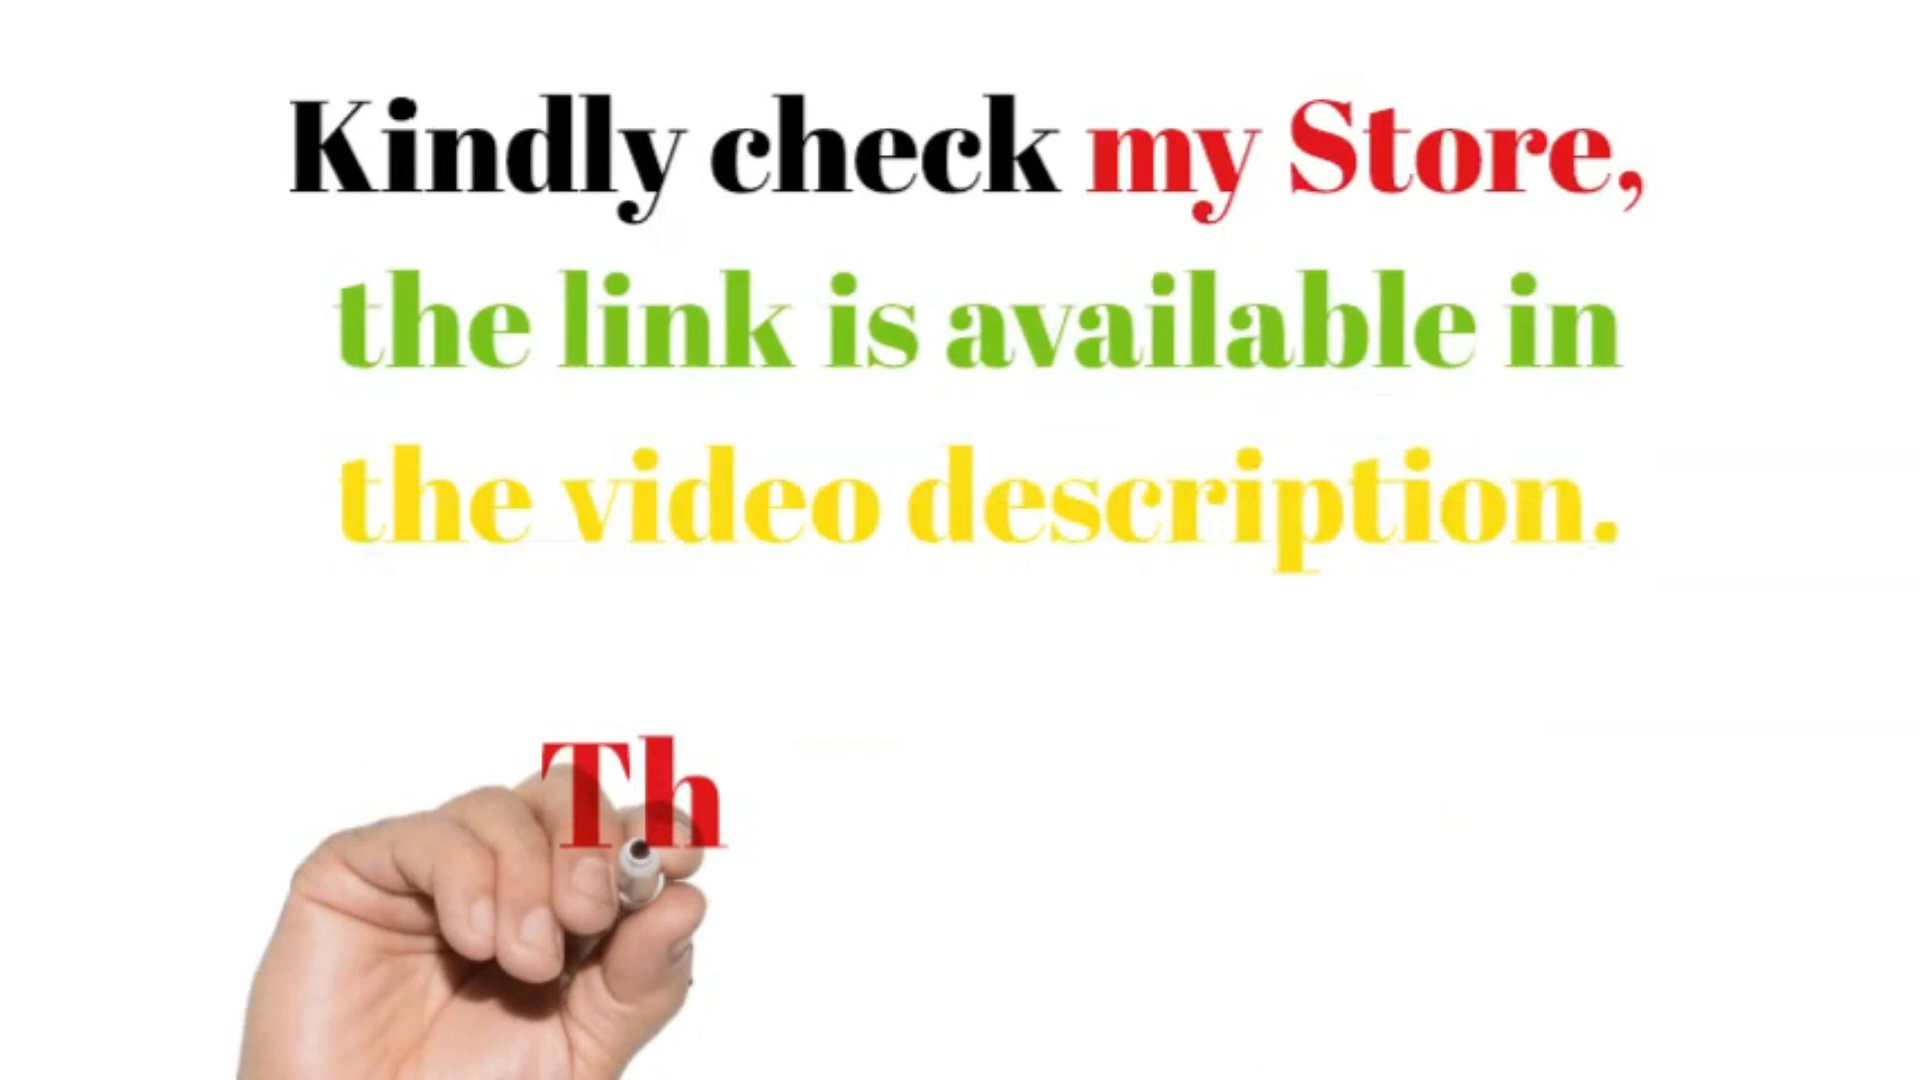 Kindly check my Store,
the link is available in
the video description.
Th